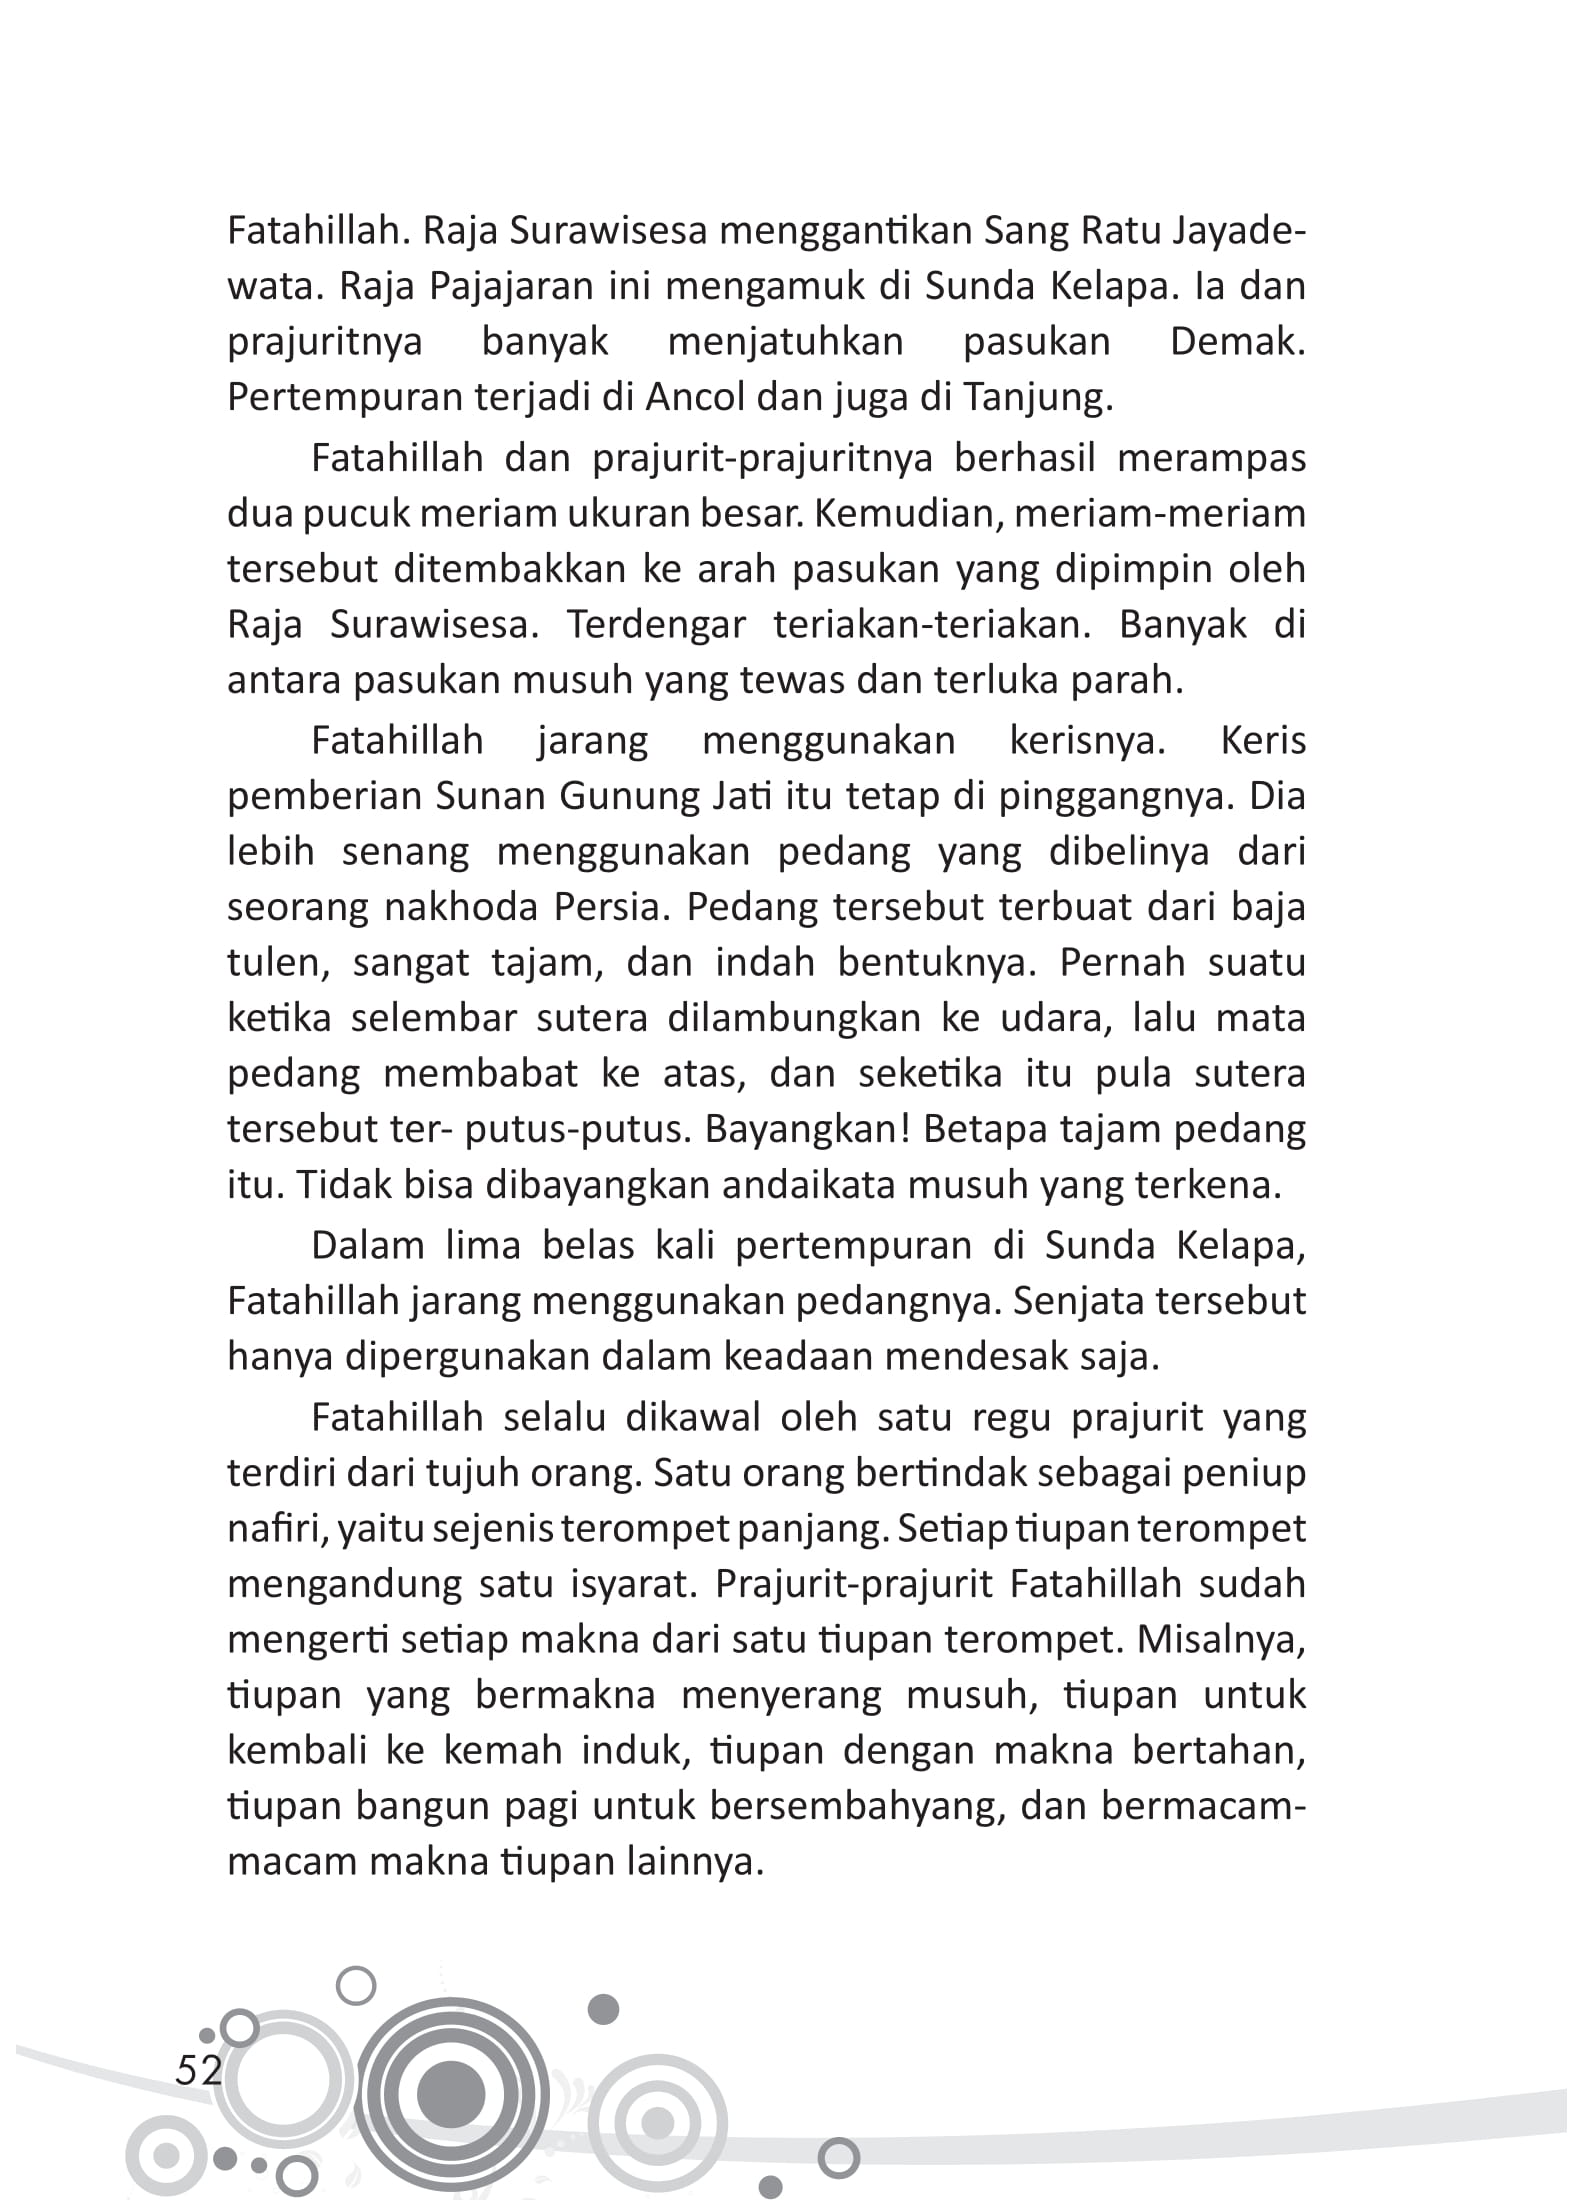 Fatahillah. Raja Surawisesa menggantikan Sang Ratu Jayade-
wata. Raja Pajajaran ini mengamuk di Sunda Kelapa. Ia dan
prajuritnya banyak menjatuhkan pasukan Demak.
Pertempuran terjadi di Ancol dan juga di Tanjung.
Fatahillah dan prajurit-prajuritnya berhasil merampas
dua pucuk meriam ukuran besar. Kemudian, meriam-meriam
tersebut ditembakkan ke arah pasukan yang dipimpin oleh
Raja Surawisesa. Terdengar teriakan-teriakan. Banyak di
antara pasukan musuh yang tewas dan terluka parah.
Fatahillah jarang menggunakan kerisnya. Keris
pemberian Sunan Gunung Jati itu tetap di pinggangnya. Dia
lebih senang menggunakan pedang yang dibelinya dari
seorang nakhoda Persia. Pedang tersebut terbuat dari baja
tulen, sangat tajam, dan indah bentuknya. Pernah suatu
ketika selembar sutera dilambungkan ke udara, lalu mata
pedang membabat ke atas, dan seketika itu pula sutera
tersebut ter- putus-putus. Bayangkan! Betapa tajam pedang
itu. Tidak bisa dibayangkan andaikata musuh yang terkena.
Dalam lima belas kali pertempuran di Sunda Kelapa,
Fatahillah jarang menggunakan pedangnya. Senjata tersebut
hanya dipergunakan dalam keadaan mendesak saja.
Fatahillah selalu dikawal oleh satu regu prajurit yang
terdiri dari tujuh orang. Satu orang bertindak sebagai peniup
nafiri, yaitu sejenis terompet panjang. Setiap tiupan terompet
mengandung satu isyarat. Prajurit-prajurit Fatahillah sudah
mengerti setiap makna dari satu tiupan terompet. Misalnya,
tiupan yang bermakna menyerang musuh, tiupan untuk
kembali ke kemah induk, tiupan dengan makna bertahan,
tiupan bangun pagi untuk bersembahyang, dan bermacam-
macam makna tiupan lainnya.
52